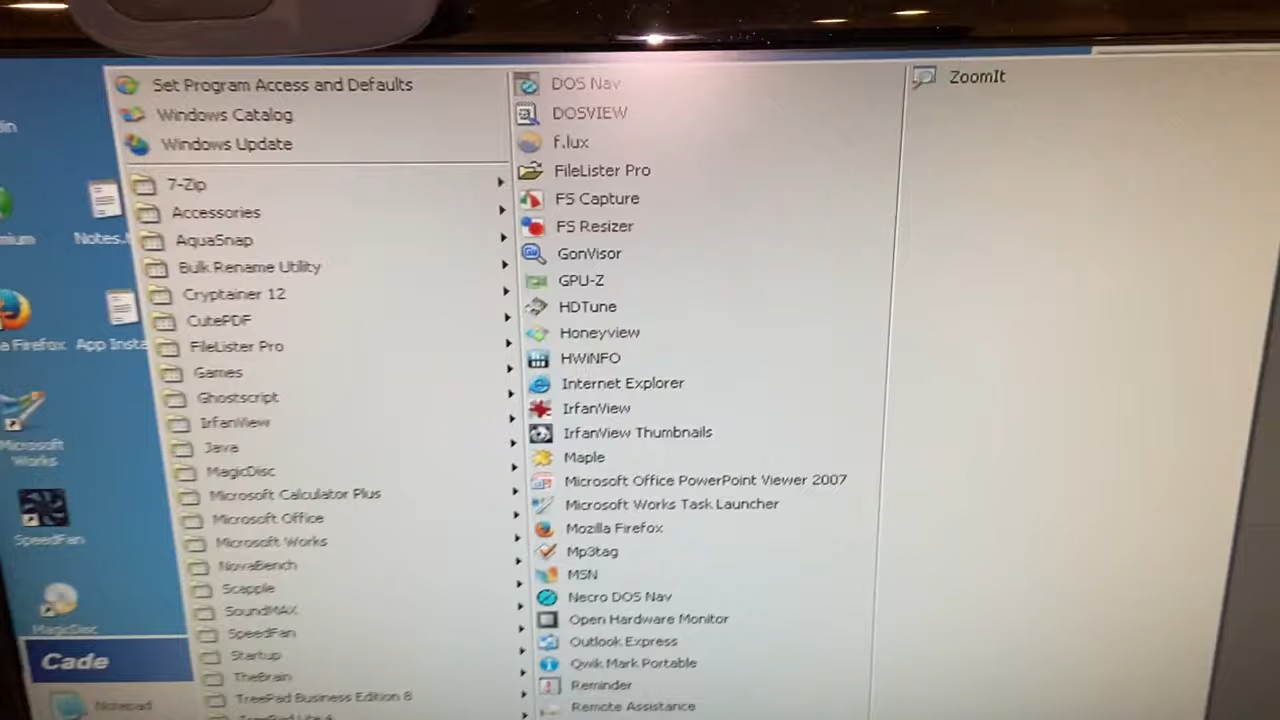 Set Program Access and Defaults
Windows Catalog
Windows Update
7-Zip
Accessories
AquaSnap
Bulk Rename Utility
Cryptainer 12
CutePDF
FileLister Pro
Games
Ghostscript
IrfanView
Java
MagicDisc
Microsoft Calculator Plus
Microsoft Office
Microsoft Works
NovaBench
Scapple
SoundMAX
SpeedFan
Startup
TheBrain
TreePad Business Edition 8
DOS Nav
DOSVIEW
f.lux
FileLister Pro
FS Capture
FS Resizer
GonVisor
GPU-Z
HDTune
Honeyview
HWiNFO
Internet Explorer
IrfanView
IrfanView Thumbnails
Maple
Microsoft Office PowerPoint Viewer 2007
Microsoft Works Task Launcher
Mozilla Firefox
Mp3tag
MSN
Necro DOS Nav
Open Hardware Monitor
Outlook Express
Qwik Mark Portable
Reminder
Remote Assistance
ZoomIt
Notes.
a Firefox
App Insta
Microsoft
Works
SpeedFan
MagicDisc
Cade
Notepad